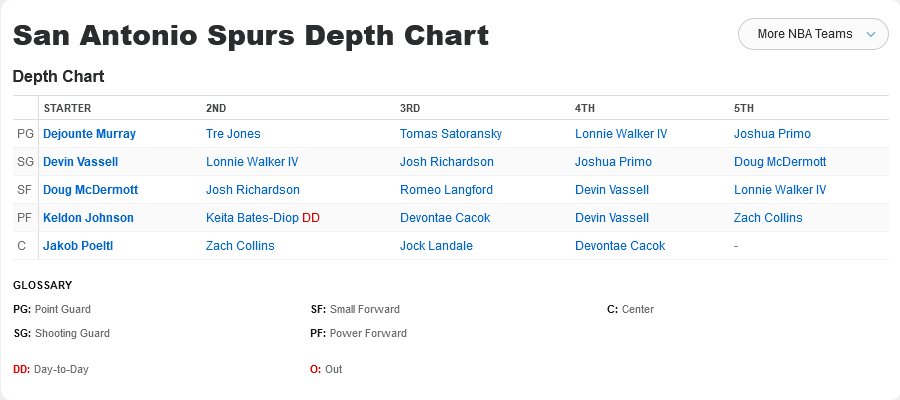 San Antonio Spurs Depth Chart
More NBA Teams
Depth Chart
STARTER 2ND 3RD 4TH 5TH
PG Dejounte Murray Tre Jones Tomas Satoransky Lonnie Walker IV Joshua Primo
SG Devin Vassell Lonnie Walker IV Josh Richardson Joshua Primo Doug McDermott
SF Doug McDermott Josh Richardson Romeo Langford Devin Vassell Lonnie Walker IV
PF Keldon Johnson Keita Bates-Diop DD Devontae Cacok Devin Vassell Zach Collins
C Jakob Poeltl Zach Collins Jock Landale Devontae Cacok -
GLOSSARY
PG: Point Guard SF: Small Forward C: Center
SG: Shooting Guard PF: Power Forward
DD: Day-to-Day O: Out